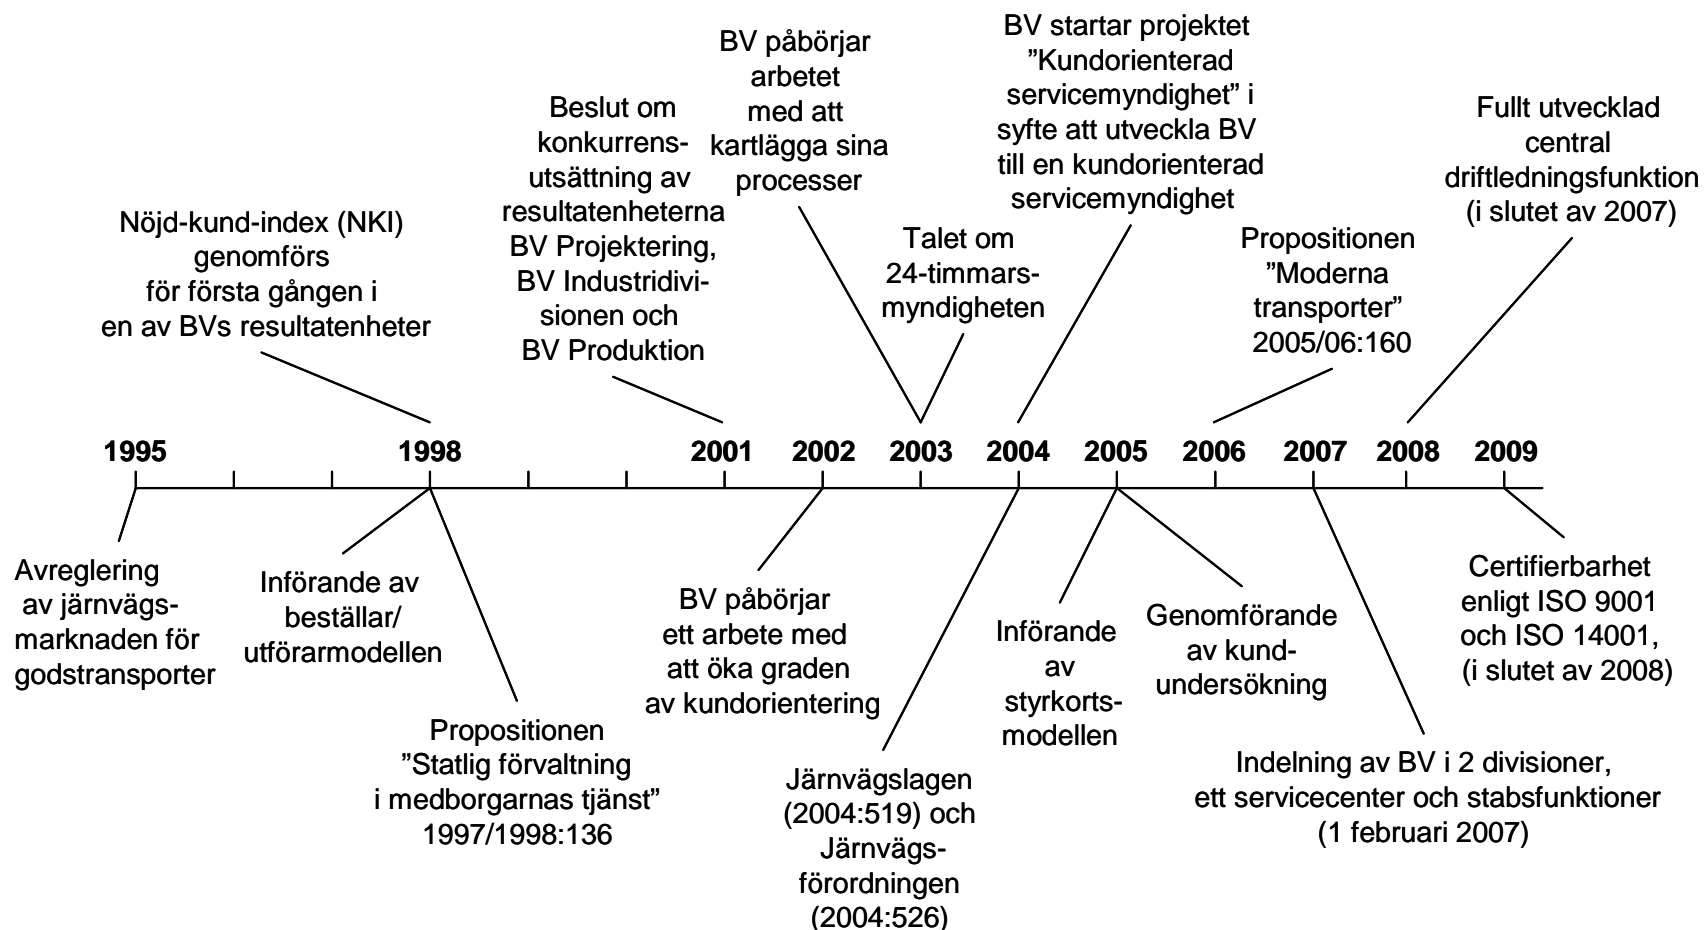 BV påbörjar
arbetet
med att
kartlägga sina
processer
BV startar projektet
”Kundorienterad
servicemyndighet” i
syfte att utveckla BV
till en kundorienterad
servicemyndighet
Beslut om
konkurrens-
utsättning av
resultatenheterna
BV Projektering,
BV Industridivi-
sionen och
BV Produktion
Fullt utvecklad
central
driftledningsfunktion
(i slutet av 2007)
Nöjd-kund-index (NKI)
genomförs
för första gången i
en av BVs resultatenheter
Talet om
24-timmars-
myndigheten
Propositionen
”Moderna
transporter”
2005/06:160
1995 1998 2001 2002 2003 2004 2005 2006 2007 2008 2009
Avreglering
av järnvägs-
marknaden för
godstransporter
Införande av
beställar/
utförarmodellen
Propositionen
”Statlig förvaltning
i medborgarnas tjänst”
1997/1998:136
BV påbörjar
ett arbete med
att öka graden
av kundorientering
Järnvägslagen
(2004:519) och
Järnvägs-
förordningen
(2004:526)
Införande
av
styrkorts-
modellen
Genomförande
av kund-
undersökning
Indelning av BV i 2 divisioner,
ett servicecenter och stabsfunktioner
(1 februari 2007)
Certifierbarhet
enligt ISO 9001
och ISO 14001,
(i slutet av 2008)